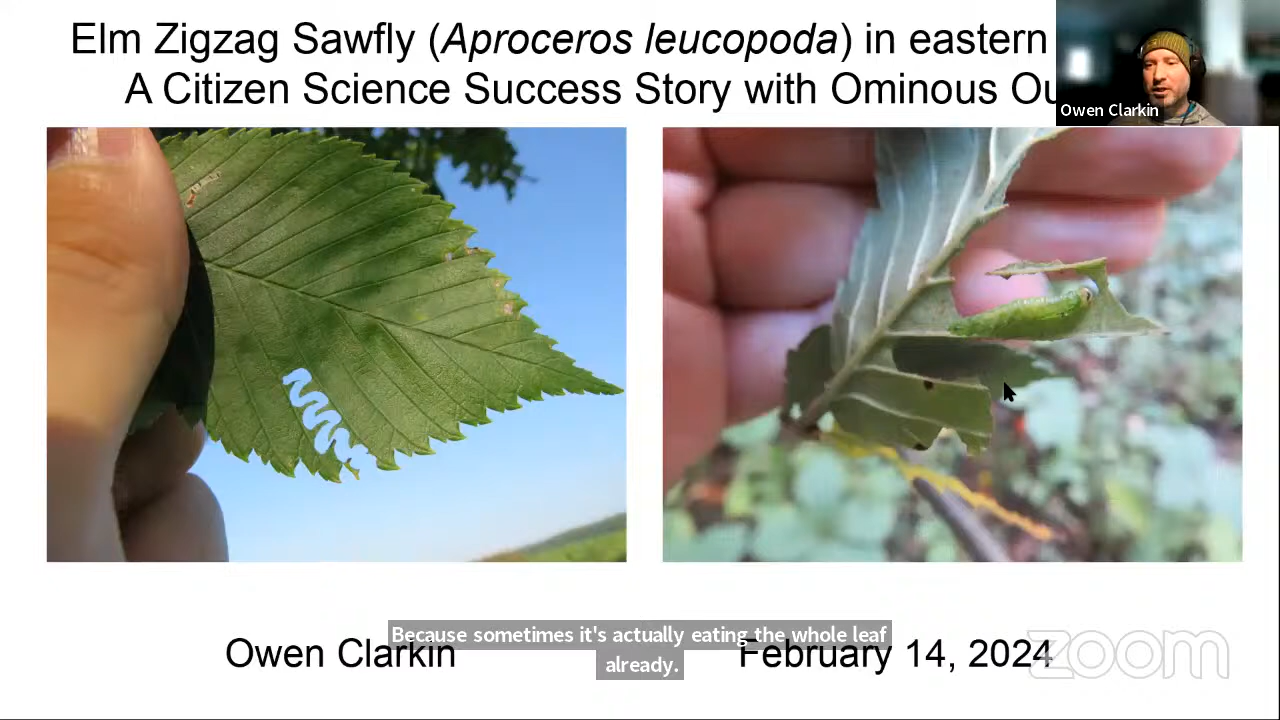 Elm Zigzag Sawfly (Aproceros leucopoda) in eastern
A Citizen Science Success Story with Ominous
Owen Clarkin
Because sometimes it's actually eating the whole leaf
already.
Owen Clarkin
February 14, 2024
zoom